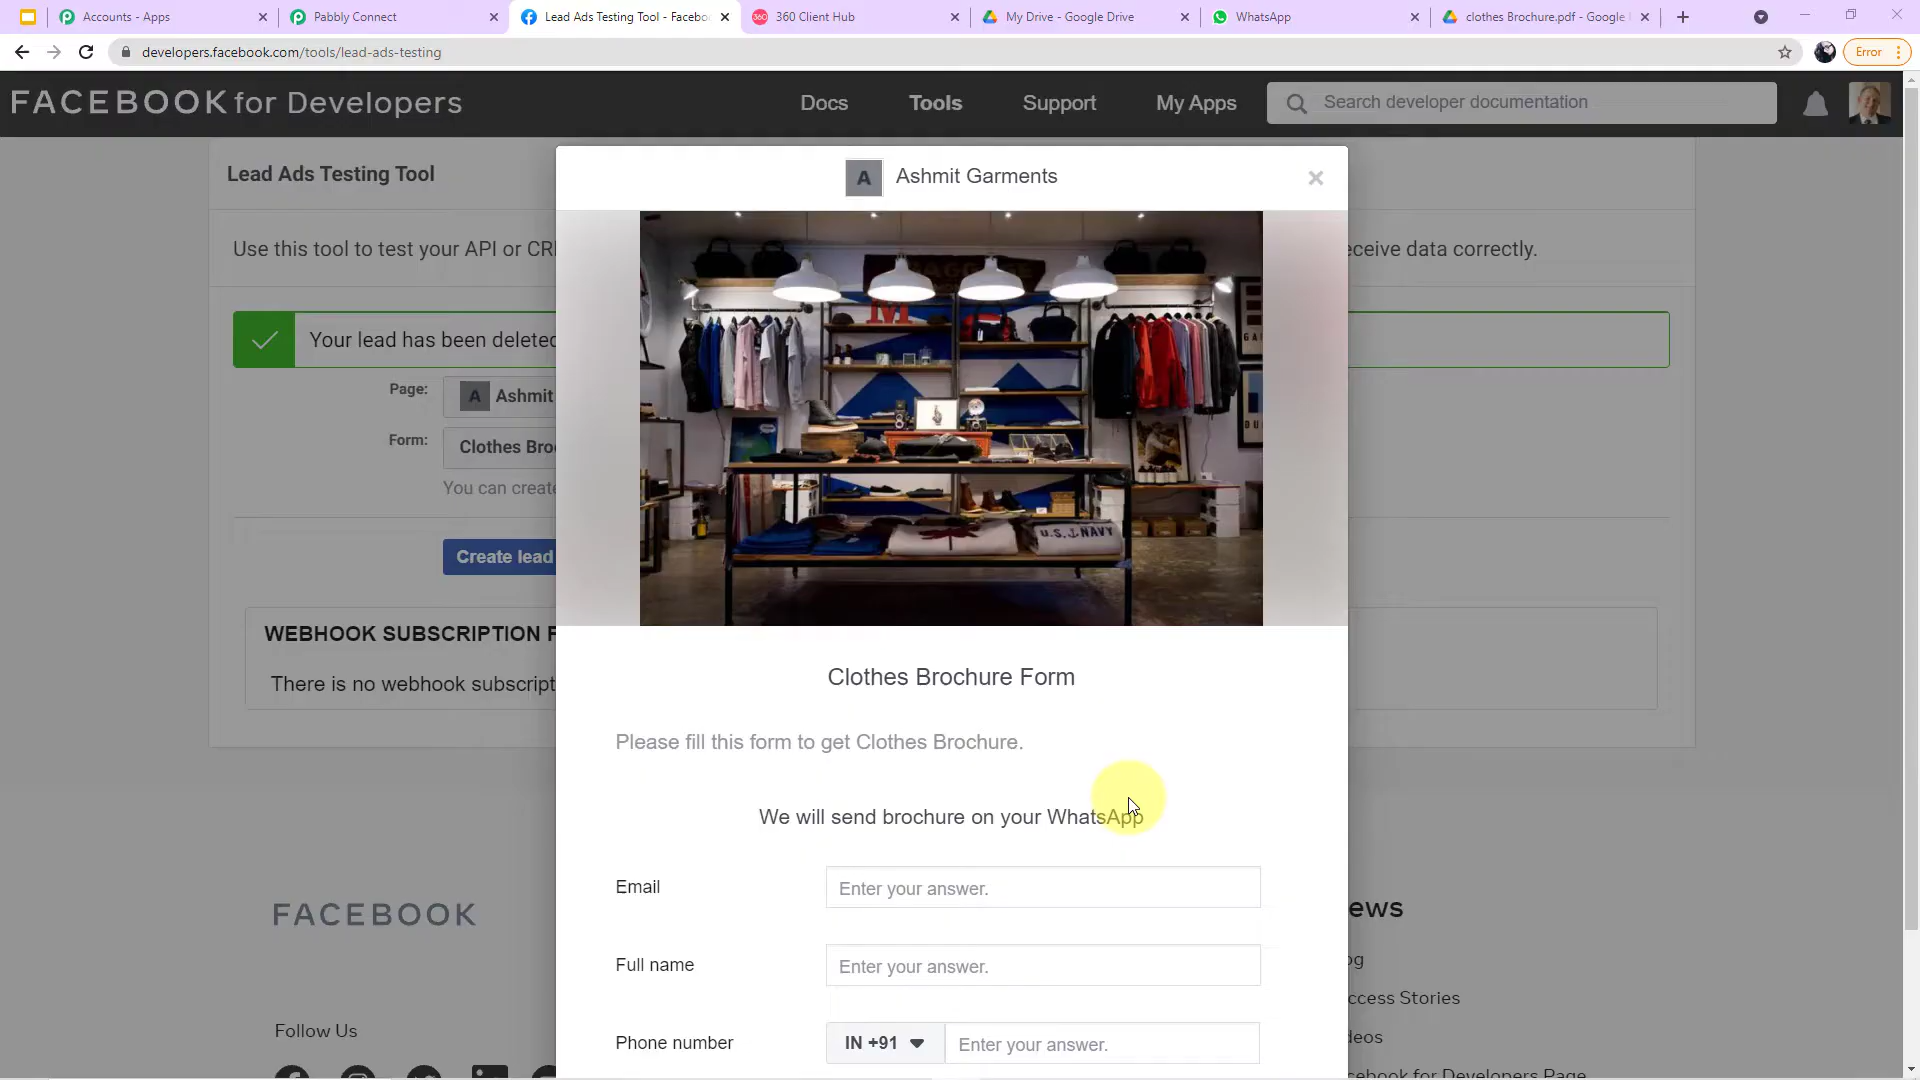 Accounts - Apps
Pabbly Connect
Lead Ads Testing Tool - Facebo
360 Client Hub
My Drive - Google Drive
WhatsApp
clothes Brochure.pdf - Google
developers.facebook.com/tools/lead-ads-testing
Error
FACEBOOK for Developers
Docs
Tools
Support
My Apps
Search developer documentation
Lead Ads Testing Tool
A Ashmit Garments
Use this tool to test your API or CR
eceive data correctly.
Your lead has been deleted
Page:
A Ashmit
Form:
Clothes Bro
You can create
Create lead
U.S. NAVY
WEBHOOK SUBSCRIPTION F
There is no webhook subscript
Clothes Brochure Form
Please fill this form to get Clothes Brochure.
We will send brochure on your WhatsApp
Email
Enter your answer.
Full name
Enter your answer.
Phone number
IN +91
Enter your answer.
FACEBOOK
Follow Us
ews
og
ccess Stories
deos
cebook for Developers Page